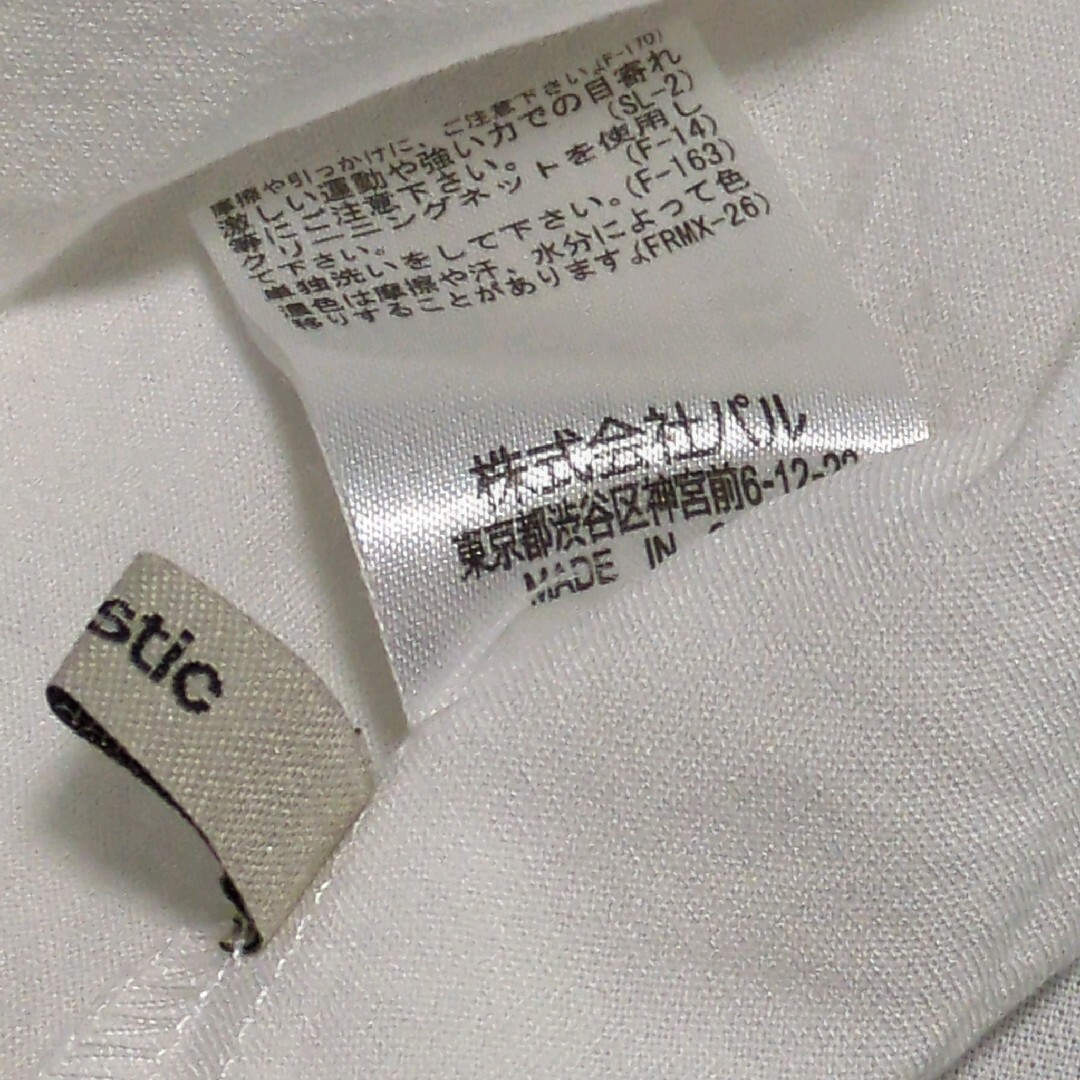 摩擦や引っかけに、ご注意下さい。(F-170)
激しい運動や強い力での目寄れ
にご注意下さい。(SL-2)
クリーニングネットを使用し
て下さい。(F-14)
単独洗いをして下さい。(F-163)
濃色は摩擦や汗、水分によって色
移りすることがあります。(FRMX-26)
株式会社パル
東京都渋谷区神宮前6-12-22
MADE IN
stic